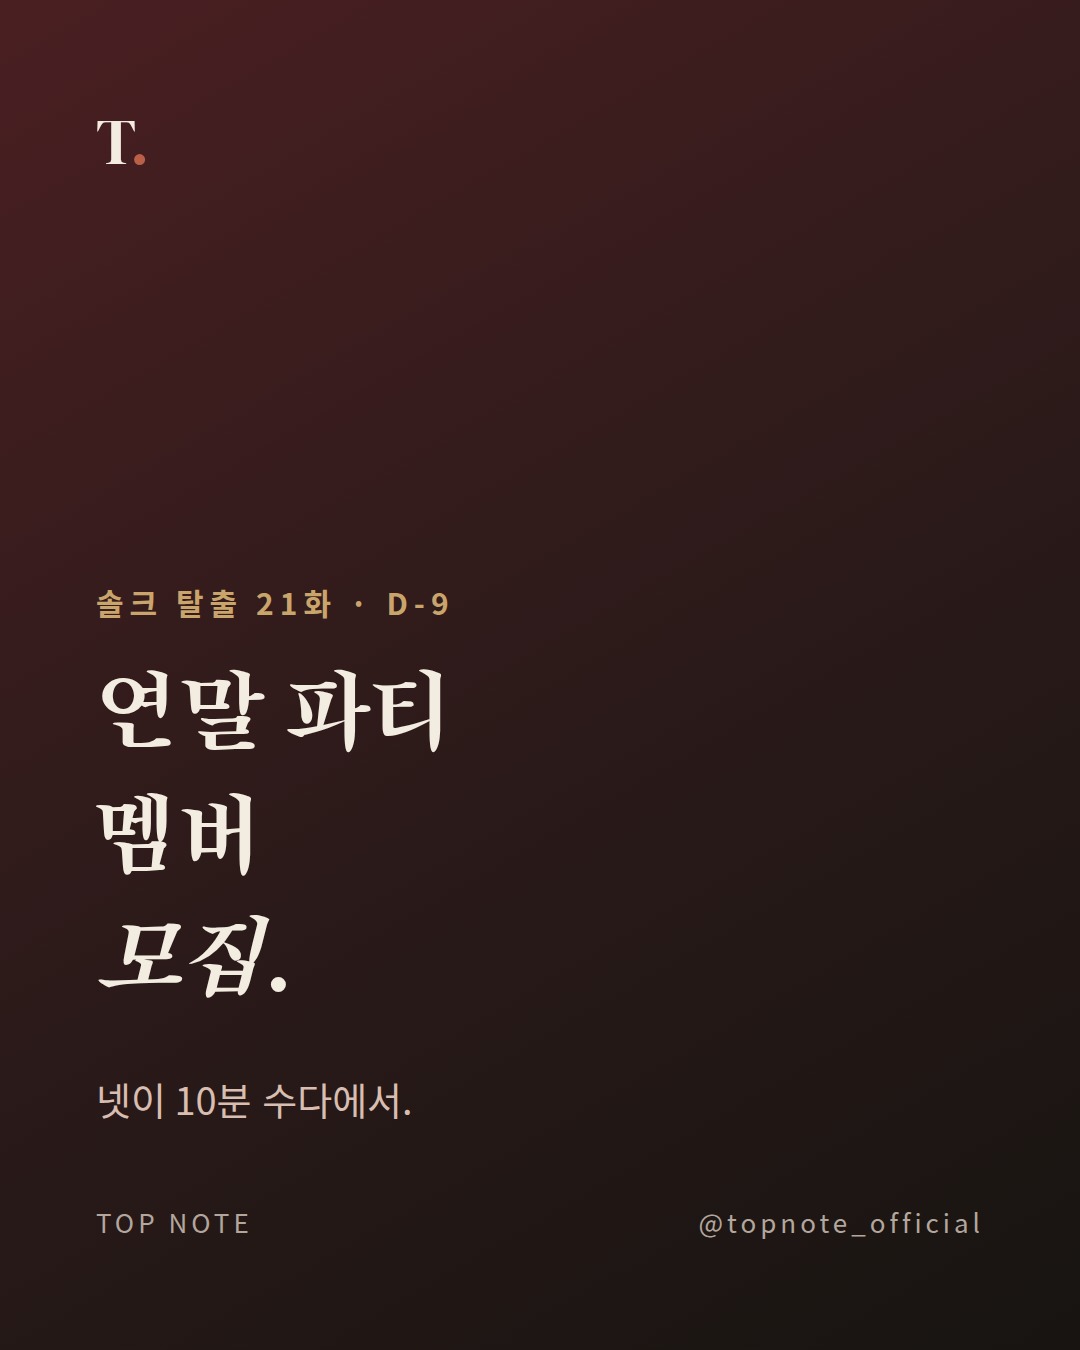 T.
솔크 탈출 21화 · D-9
연말 파티
멤버
모집.
넷이 10분 수다에서.
TOP NOTE
@topnote_official